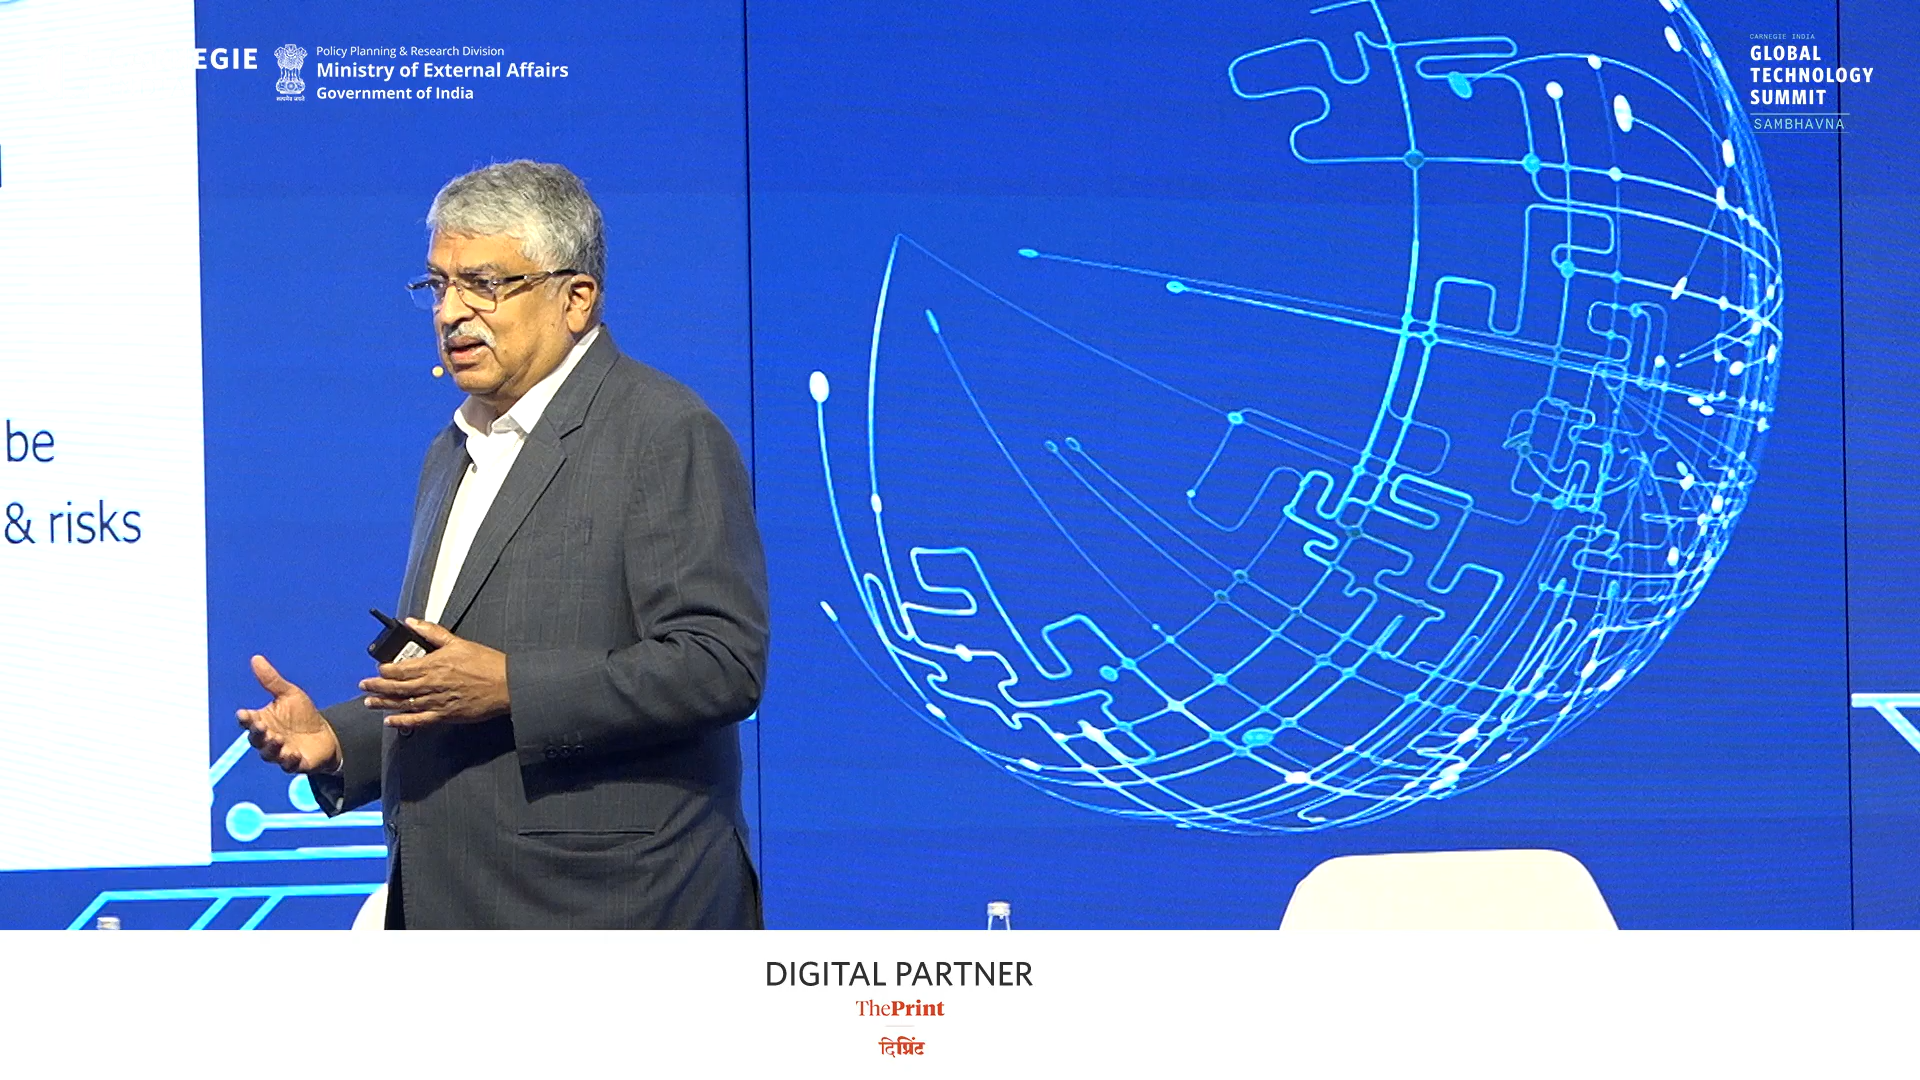 EGIE
Policy Planning & Research Division
Ministry of External Affairs
Government of India
CARNEGIE INDIA
GLOBAL
TECHNOLOGY
SUMMIT
SAMBHAVNA
be
& risks
DIGITAL PARTNER
ThePrint
दिप्रिंट